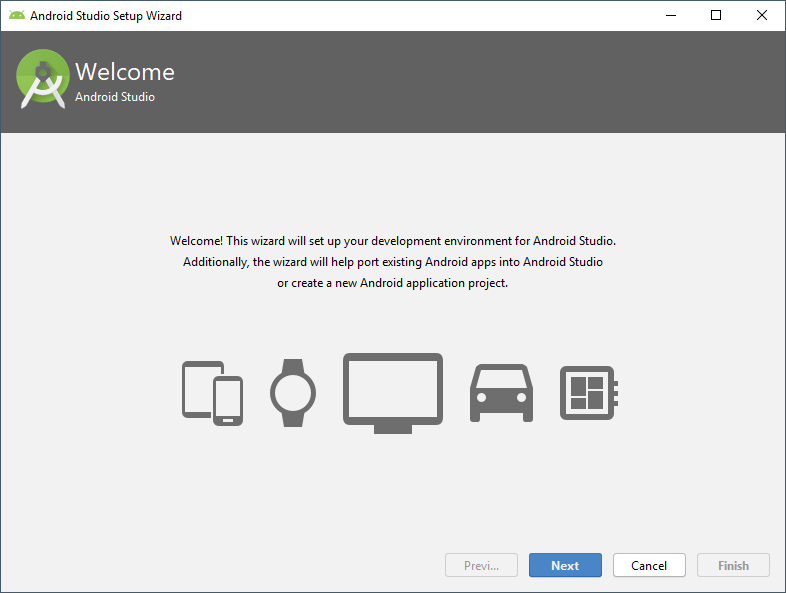 Android Studio Setup Wizard
Welcome
Android Studio
Welcome! This wizard will set up your development environment for Android Studio.
Additionally, the wizard will help port existing Android apps into Android Studio
or create a new Android application project.
Previ... Next Cancel Finish